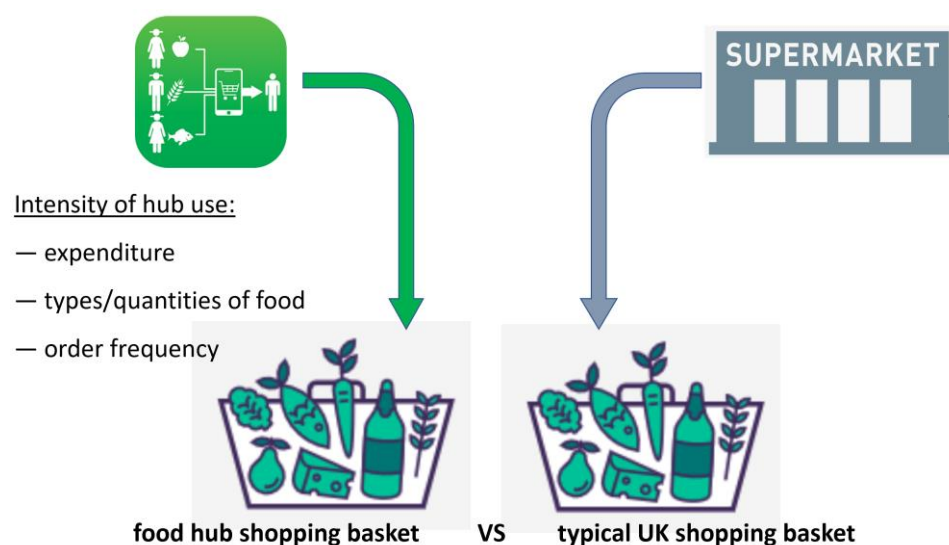 SUPERMARKET
Intensity of hub use:
— expenditure
— types/quantities of food
— order frequency
food hub shopping basket VS typical UK shopping basket